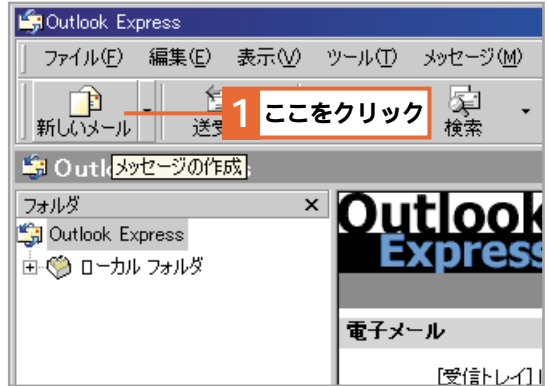 Outlook Express
ファイル(F) 編集(E) 表示(V) ツール(T) メッセージ(M)
新しいメール 1 ここをクリック 検索
メッセージの作成
フォルダ ×
Outlook Express
ローカル フォルダ
Outlook
Express
電子メール
[受信トレイ]